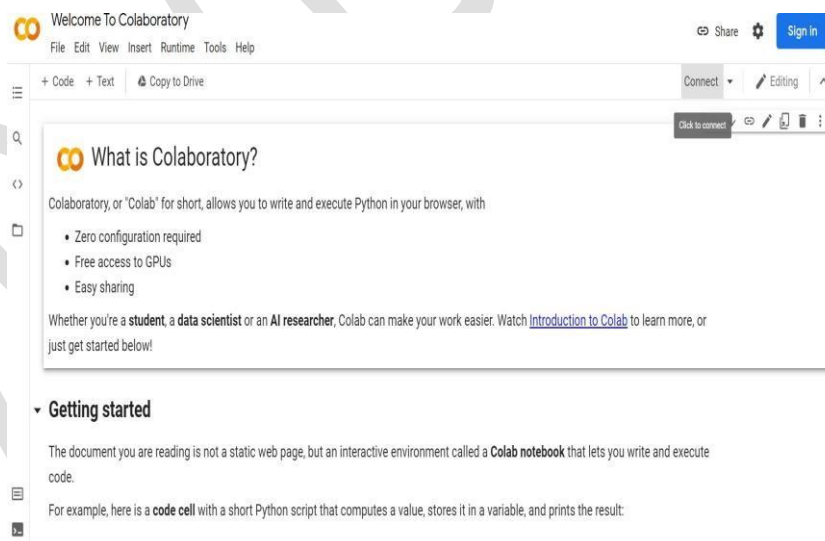 Welcome To Colaboratory
Share
Sign in
File Edit View Insert Runtime Tools Help
+ Code + Text Copy to Drive
Connect
Editing
Click to connect
CO What is Colaboratory?
Colaboratory, or "Colab" for short, allows you to write and execute Python in your browser, with
• Zero configuration required
• Free access to GPUs
• Easy sharing
Whether you're a student, a data scientist or an AI researcher, Colab can make your work easier. Watch Introduction to Colab to learn more, or
just get started below!
Getting started
The document you are reading is not a static web page, but an interactive environment called a Colab notebook that lets you write and execute
code.
For example, here is a code cell with a short Python script that computes a value, stores it in a variable, and prints the result: